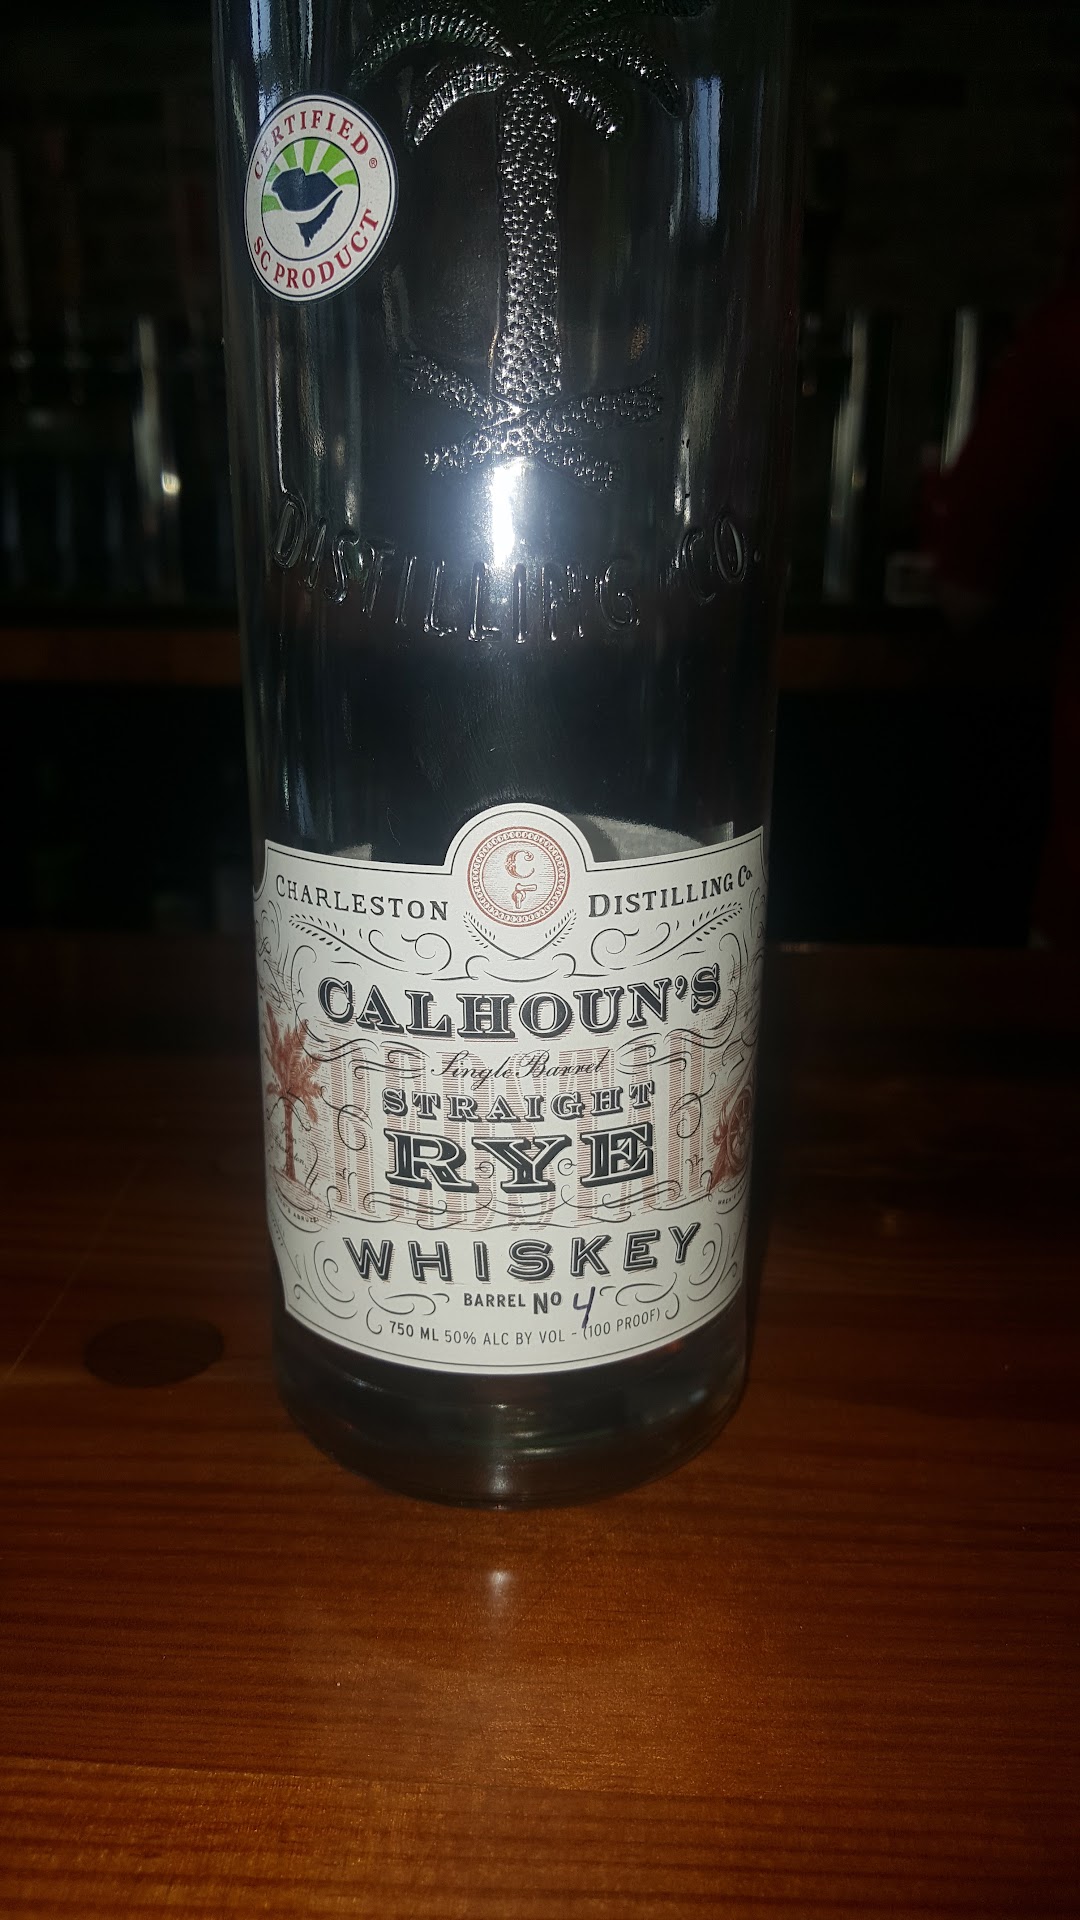 CERTIFIED®
SC PRODUCT
DISTILLING CO.
C
CHARLESTON DISTILLING Co.
CALHOUN'S
Single Barrel
STRAIGHT
RYE
WHISKEY
BARREL No 4
750 ML 50% ALC BY VOL - (100 PROOF)